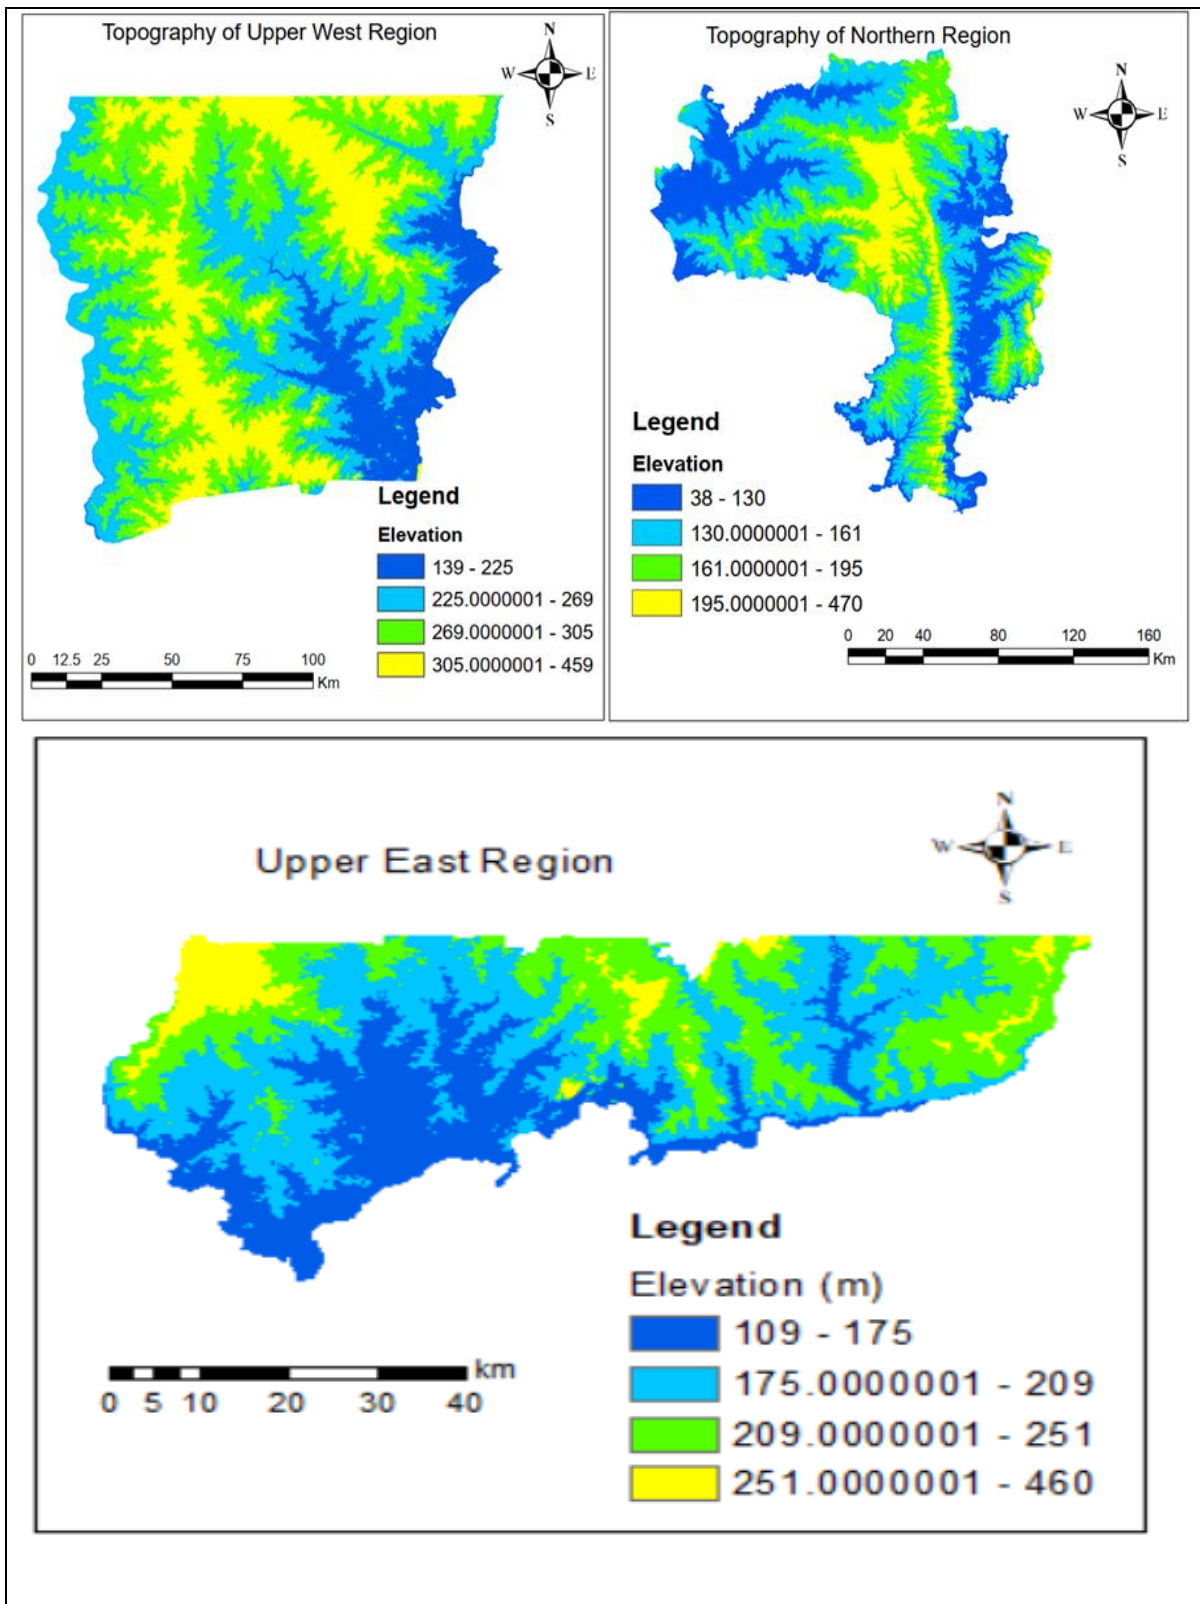 Topography of Upper West Region
N
W E
S
Legend
Elevation
139 - 225
225.0000001 - 269
269.0000001 - 305
305.0000001 - 459
0 12.5 25 50 75 100
Km
Topography of Northern Region
N
W E
S
Legend
Elevation
38 - 130
130.0000001 - 161
161.0000001 - 195
195.0000001 - 470
0 20 40 80 120 160
Km
Upper East Region
N
W E
S
Legend
Elevation (m)
109 - 175
175.0000001 - 209
209.0000001 - 251
251.0000001 - 460
km
0 5 10 20 30 40